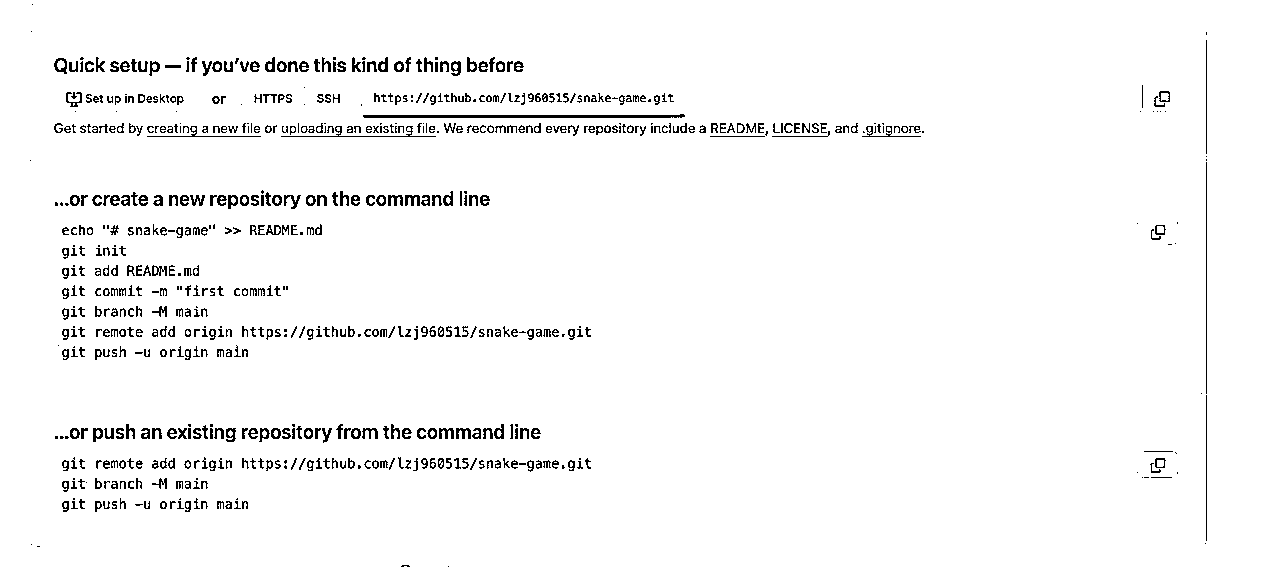 Quick setup — if you've done this kind of thing before
Set up in Desktop or HTTPS SSH https://github.com/lzj960515/snake-game.git
Get started by creating a new file or uploading an existing file. We recommend every repository include a README, LICENSE, and .gitignore.
...or create a new repository on the command line
echo "# snake-game" >> README.md
git init
git add README.md
git commit -m "first commit"
git branch -M main
git remote add origin https://github.com/lzj960515/snake-game.git
git push -u origin main
...or push an existing repository from the command line
git remote add origin https://github.com/lzj960515/snake-game.git
git branch -M main
git push -u origin main